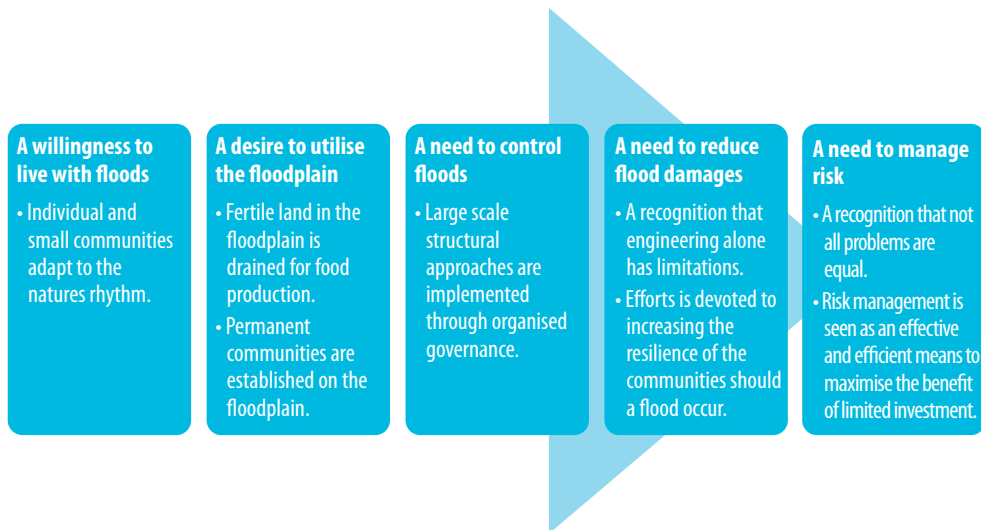 A willingness to
live with floods
• Individual and
small communities
adapt to the
natures rhythm.
A desire to utilise
the floodplain
• Fertile land in the
floodplain is
drained for food
production.
• Permanent
communities are
established on the
floodplain.
A need to control
floods
• Large scale
structural
approaches are
implemented
through organised
governance.
A need to reduce
flood damages
• A recognition that
engineering alone
has limitations.
• Efforts is devoted to
increasing the
resilience of the
communities should
a flood occur.
A need to manage
risk
• A recognition that not
all problems are
equal.
• Risk management is
seen as an effective
and efficient means to
maximise the benefit
of limited investment.